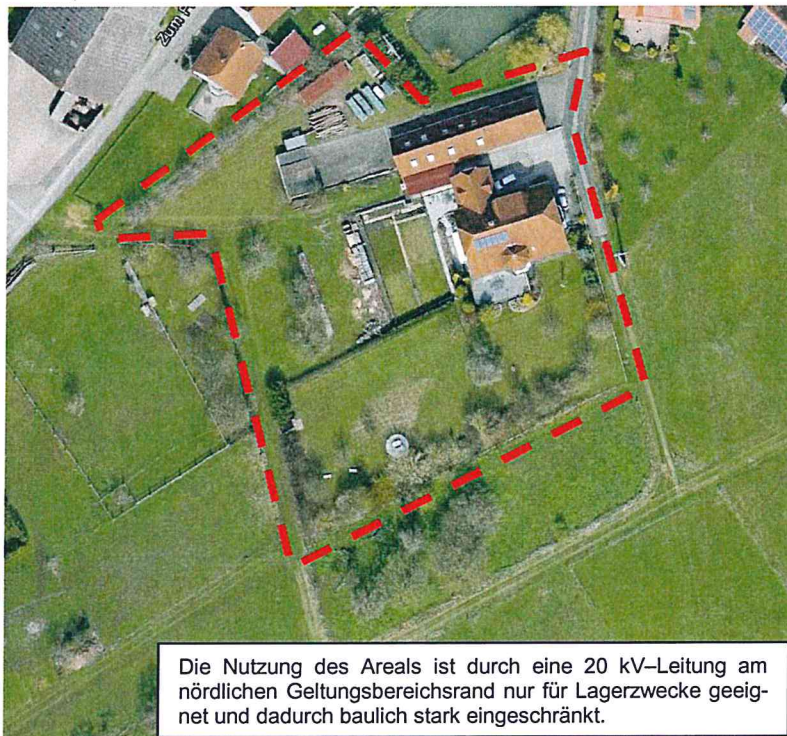 Zum
Die Nutzung des Areals ist durch eine 20 kV–Leitung am
nördlichen Geltungsbereichsrand nur für Lagerzwecke geeig-
net und dadurch baulich stark eingeschränkt.